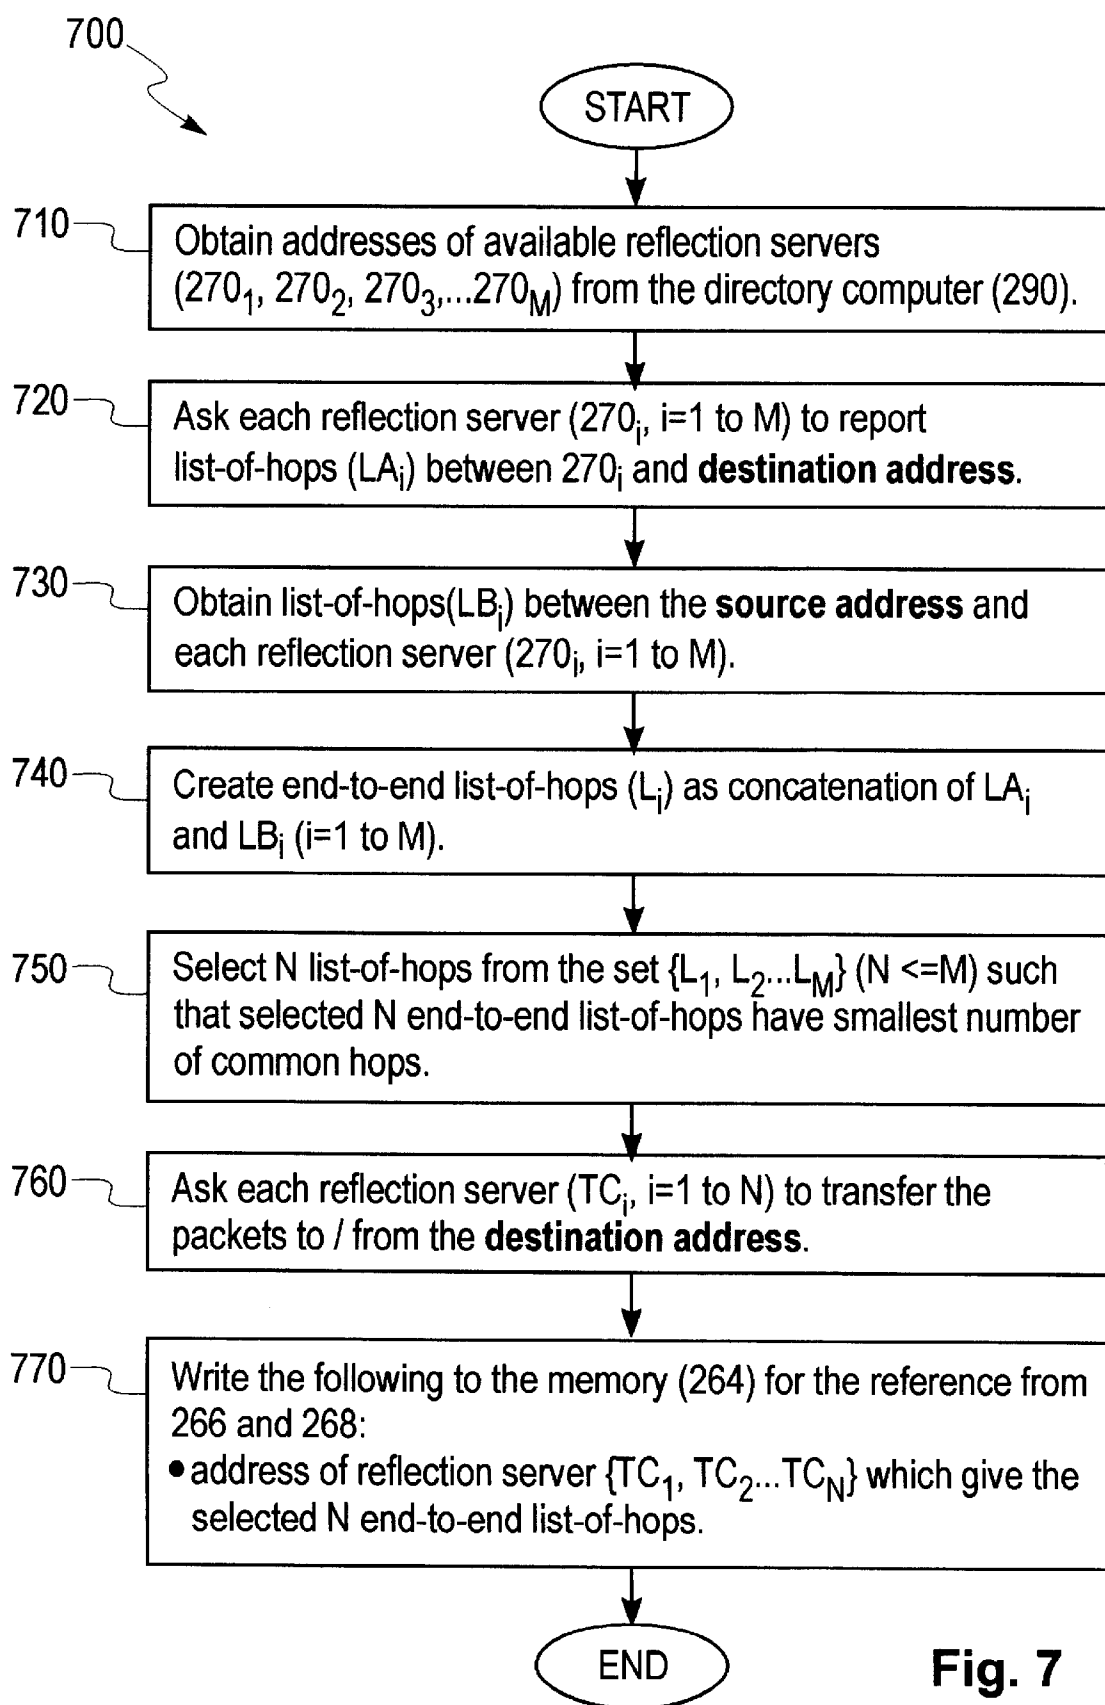 700
START
710
Obtain addresses of available reflection servers
(270₁, 270₂, 270₃,...270_M) from the directory computer (290).
720
Ask each reflection server (270ᵢ, i=1 to M) to report
list-of-hops (LAᵢ) between 270ᵢ and destination address.
730
Obtain list-of-hops(LBᵢ) between the source address and
each reflection server (270ᵢ, i=1 to M).
740
Create end-to-end list-of-hops (Lᵢ) as concatenation of LAᵢ
and LBᵢ (i=1 to M).
750
Select N list-of-hops from the set {L₁, L₂...L_M} (N <=M) such
that selected N end-to-end list-of-hops have smallest number
of common hops.
760
Ask each reflection server (TCᵢ, i=1 to N) to transfer the
packets to / from the destination address.
770
Write the following to the memory (264) for the reference from
266 and 268:
•address of reflection server {TC₁, TC₂...TC_N} which give the
selected N end-to-end list-of-hops.
END
Fig. 7